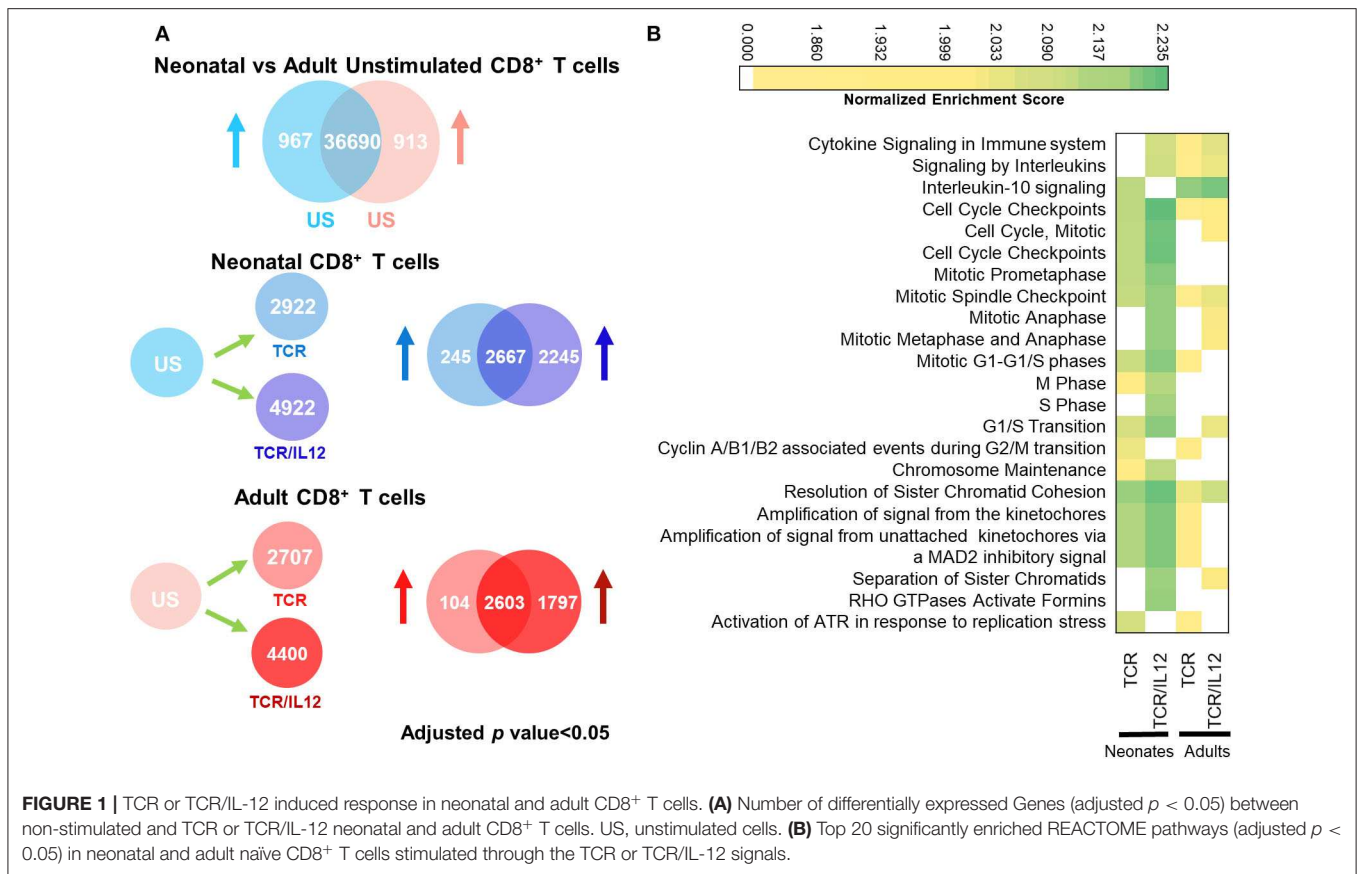 A
Neonatal vs Adult Unstimulated CD8⁺ T cells
967 36690 913
US US
Neonatal CD8⁺ T cells
2922
TCR
US
4922
TCR/IL12
245 2667 2245
Adult CD8⁺ T cells
2707
TCR
US
4400
TCR/IL12
104 2603 1797
Adjusted p value<0.05
B
0.000 1.860 1.932 1.999 2.033 2.090 2.137 2.235
Normalized Enrichment Score
Cytokine Signaling in Immune system
Signaling by Interleukins
Interleukin-10 signaling
Cell Cycle Checkpoints
Cell Cycle, Mitotic
Cell Cycle Checkpoints
Mitotic Prometaphase
Mitotic Spindle Checkpoint
Mitotic Anaphase
Mitotic Metaphase and Anaphase
Mitotic G1-G1/S phases
M Phase
S Phase
G1/S Transition
Cyclin A/B1/B2 associated events during G2/M transition
Chromosome Maintenance
Resolution of Sister Chromatid Cohesion
Amplification of signal from the kinetochores
Amplification of signal from unattached kinetochores via
a MAD2 inhibitory signal
Separation of Sister Chromatids
RHO GTPases Activate Formins
Activation of ATR in response to replication stress
TCR TCR/IL12 TCR TCR/IL12
Neonates Adults
FIGURE 1 | TCR or TCR/IL-12 induced response in neonatal and adult CD8⁺ T cells. (A) Number of differentially expressed Genes (adjusted p < 0.05) between
non-stimulated and TCR or TCR/IL-12 neonatal and adult CD8⁺ T cells. US, unstimulated cells. (B) Top 20 significantly enriched REACTOME pathways (adjusted p <
0.05) in neonatal and adult naïve CD8⁺ T cells stimulated through the TCR or TCR/IL-12 signals.